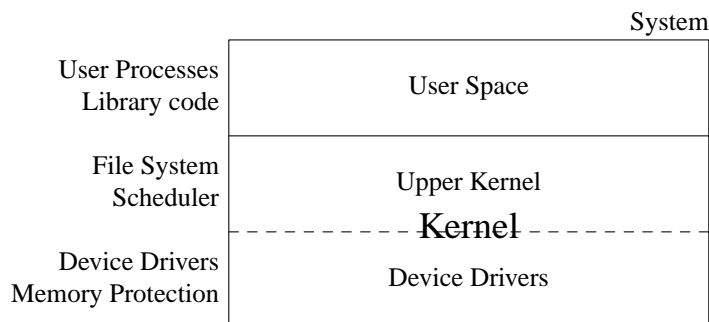 System
User Processes
Library code
User Space
File System
Scheduler
Upper Kernel
Kernel
Device Drivers
Memory Protection
Device Drivers